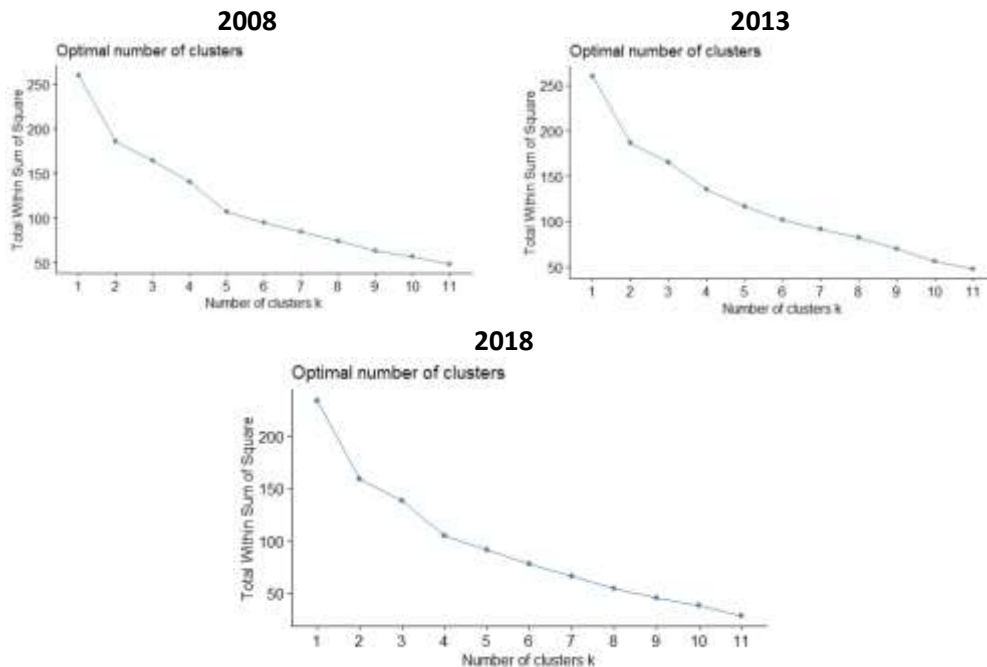 2008
Optimal number of clusters
Total Within Sum of Square
250
200
150
100
50
1 2 3 4 5 6 7 8 9 10 11
Number of clusters k
2013
Optimal number of clusters
Total Within Sum of Square
250
200
150
100
50
1 2 3 4 5 6 7 8 9 10 11
Number of clusters k
2018
Optimal number of clusters
Total Within Sum of Square
200
150
100
50
1 2 3 4 5 6 7 8 9 10 11
Number of clusters k